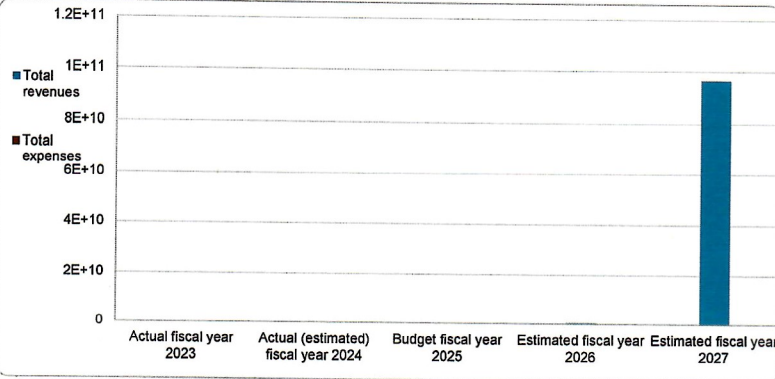 1.2E+11
1E+11
8E+10
6E+10
4E+10
2E+10
0
Total
revenues
Total
expenses
Actual fiscal year
2023
Actual (estimated)
fiscal year 2024
Budget fiscal year
2025
Estimated fiscal year
2026
Estimated fiscal year
2027